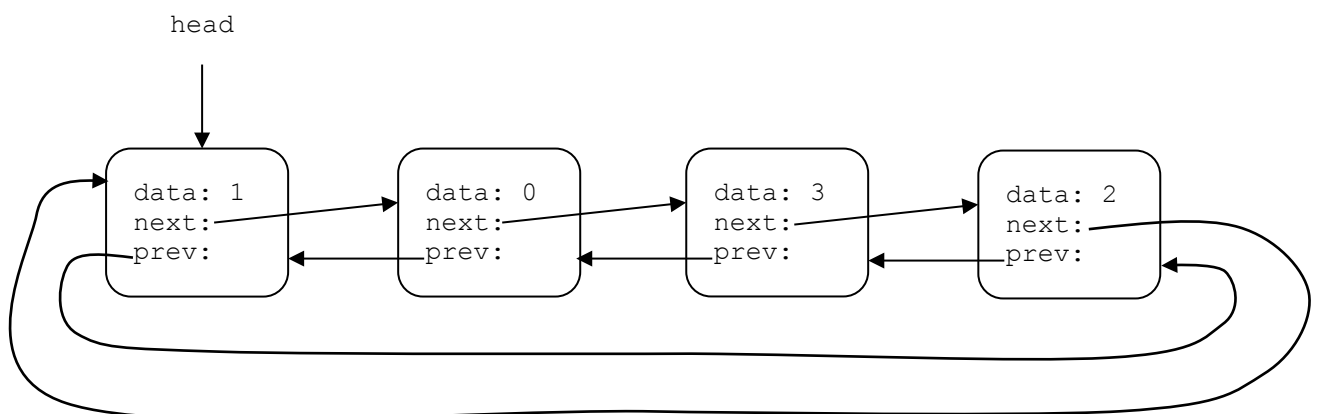 head
data: 1
next:
prev:
data: 0
next:
prev:
data: 3
next:
prev:
data: 2
next:
prev: